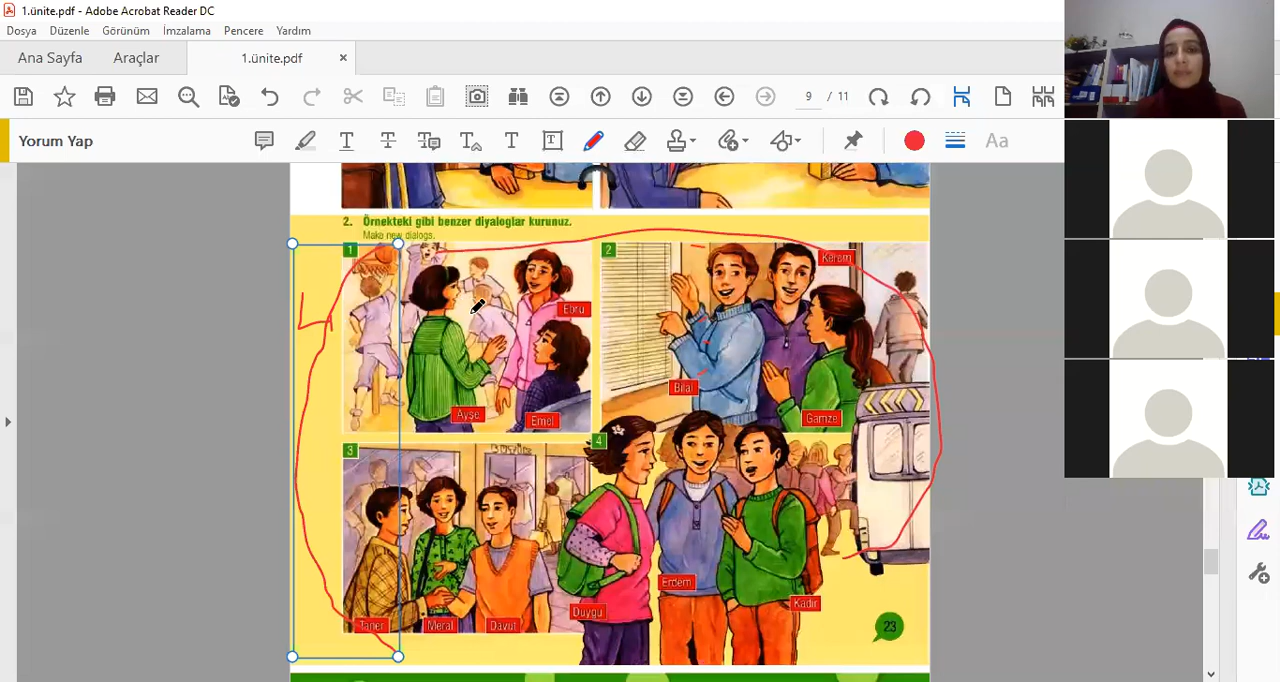 1.ünite.pdf - Adobe Acrobat Reader DC
Dosya Düzenle Görünüm İmzalama Pencere Yardım
Ana Sayfa Araçlar 1.ünite.pdf ×
9 / 11
Yorum Yap
Aa
2. Örnekteki gibi benzer diyaloglar kurunuz.
Make new dialogs.
1
Ebru
Ayşe
Emel
2
Kerem
Bilal
Gamze
3
Taner Meral Davut
4
Duygu
Erdem
Kadir
23